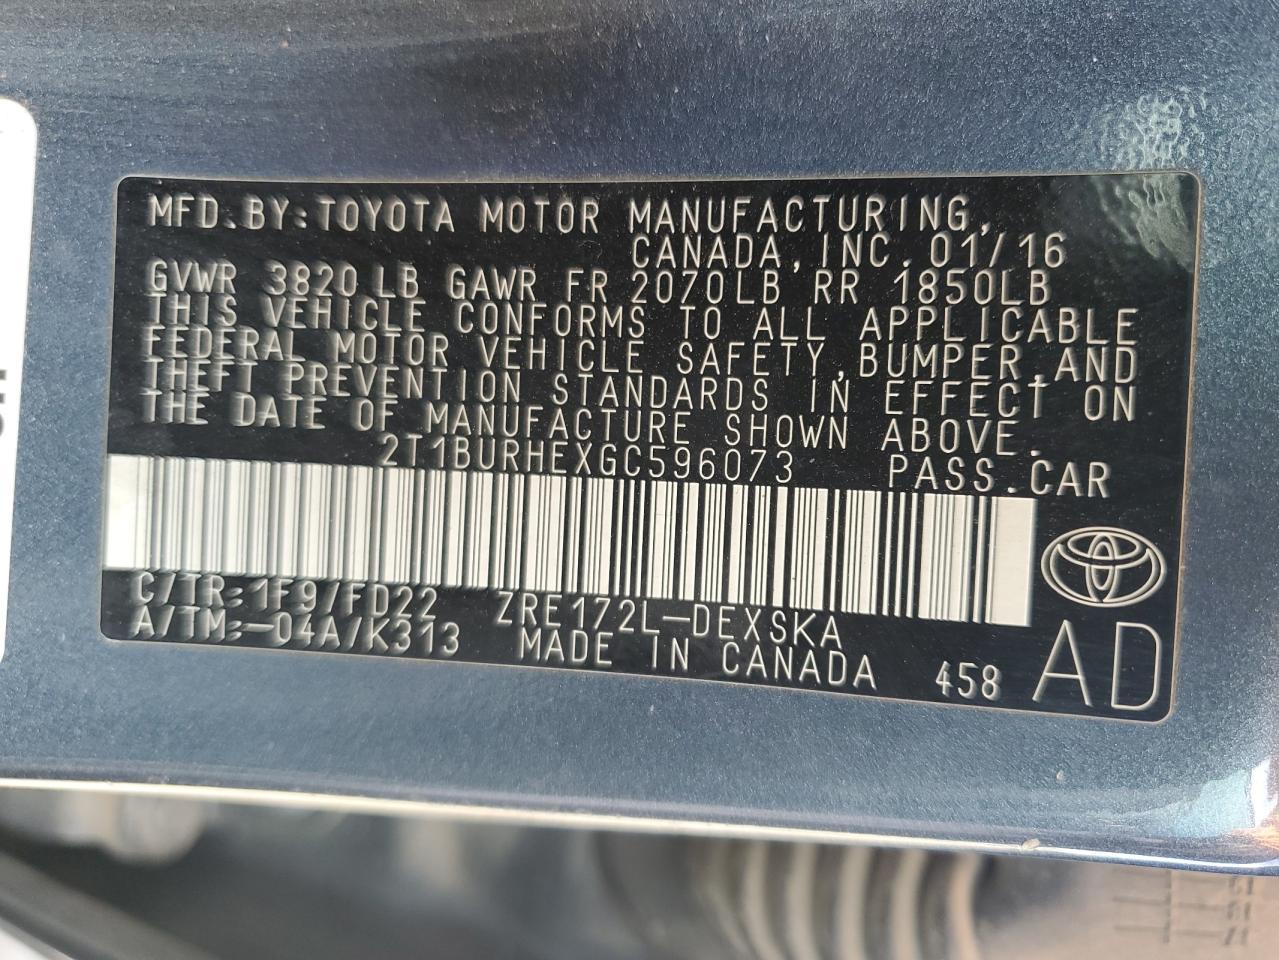 MFD.BY:TOYOTA MOTOR MANUFACTURING,
CANADA,INC.01/16
GVWR 3820LB GAWR FR 2070LB RR 1850LB
THIS VEHICLE CONFORMS TO ALL APPLICABLE
FEDERAL MOTOR VEHICLE SAFETY,BUMPER,AND
THEFT PREVENTION STANDARDS IN EFFECT ON
THE DATE OF MANUFACTURE SHOWN ABOVE.
2T1BURHEXGC596073 PASS.CAR
C/TR:1F9/FD22 ZRE172L-DEXSKA
A/TM:-04A/K313 MADE IN CANADA 458 AD